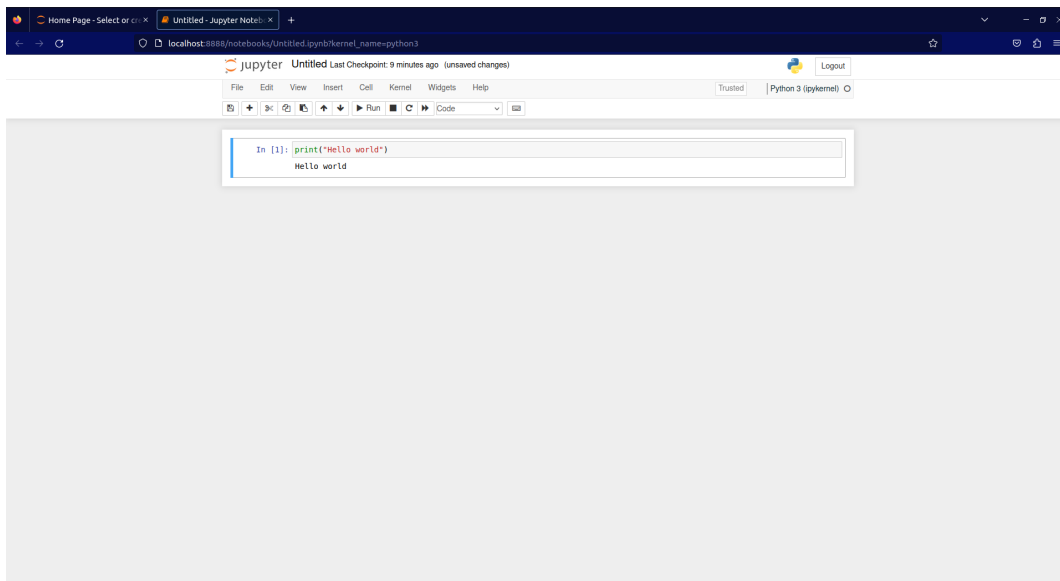 Home Page - Select or cre
Untitled - Jupyter Noteb
localhost:8888/notebooks/Untitled.ipynb?kernel_name=python3
jupyter Untitled Last Checkpoint: 9 minutes ago (unsaved changes)
Logout
File Edit View Insert Cell Kernel Widgets Help
Trusted
Python 3 (ipykernel)
Run Code
In [1]: print("Hello world")
Hello world